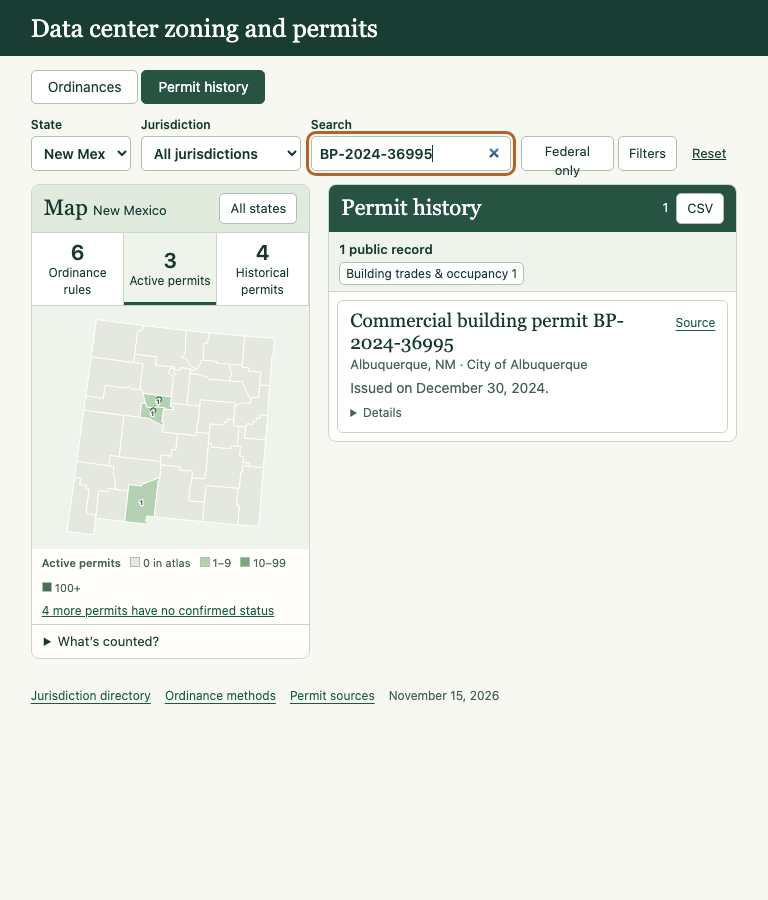 Data center zoning and permits
Ordinances
Permit history
State
Jurisdiction
Search
New Mex
All jurisdictions
BP-2024-36995
Federal
only
Filters
Reset
Map New Mexico
All states
6
Ordinance
rules
3
Active permits
4
Historical
permits
1
1
1
Active permits
0 in atlas
1–9
10–99
100+
4 more permits have no confirmed status
What's counted?
Permit history
1
CSV
1 public record
Building trades & occupancy 1
Commercial building permit BP-
2024-36995
Source
Albuquerque, NM · City of Albuquerque
Issued on December 30, 2024.
Details
Jurisdiction directory
Ordinance methods
Permit sources
November 15, 2026